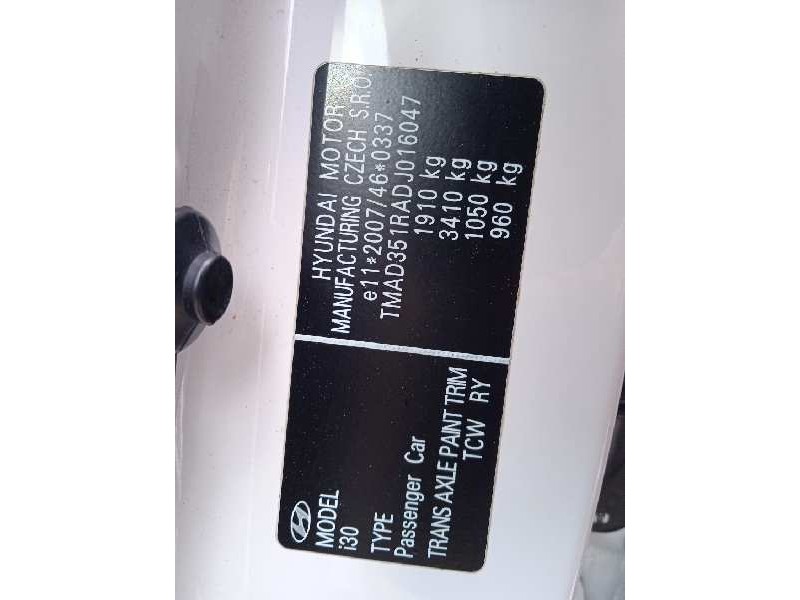 HYUNDAI MOTOR
MANUFACTURING CZECH S.R.O.
e11*2007/46*0337
TMAD351RADJ016047
1910 kg
3410 kg
1050 kg
960 kg
MODEL
i30
TYPE
Passenger Car
TRANS AXLE PAINT TRIM
TCW RY